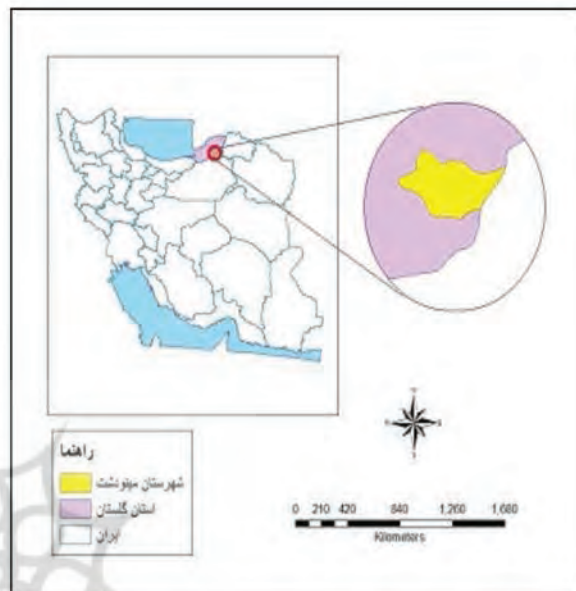 راهنما
شهرستان مینودشت
استان گلستان
ایران
0 210 420 840 1,260 1,680
Kilometers